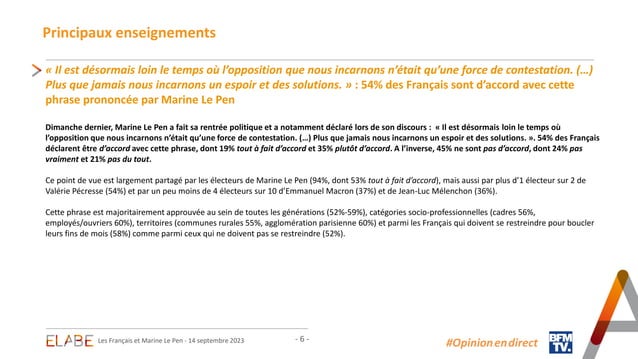 Principaux enseignements
« Il est désormais loin le temps où l’opposition que nous incarnons n’était qu’une force de contestation. (…)
Plus que jamais nous incarnons un espoir et des solutions. » : 54% des Français sont d’accord avec cette
phrase prononcée par Marine Le Pen
Dimanche dernier, Marine Le Pen a fait sa rentrée politique et a notamment déclaré lors de son discours : « Il est désormais loin le temps où
l’opposition que nous incarnons n’était qu’une force de contestation. (…) Plus que jamais nous incarnons un espoir et des solutions. ». 54% des Français
déclarent être d’accord avec cette phrase, dont 19% tout à fait d’accord et 35% plutôt d’accord. A l’inverse, 45% ne sont pas d’accord, dont 24% pas
vraiment et 21% pas du tout.
Ce point de vue est largement partagé par les électeurs de Marine Le Pen (94%, dont 53% tout à fait d’accord), mais aussi par plus d’1 électeur sur 2 de
Valérie Pécresse (54%) et par un peu moins de 4 électeurs sur 10 d’Emmanuel Macron (37%) et de Jean-Luc Mélenchon (36%).
Cette phrase est majoritairement approuvée au sein de toutes les générations (52%-59%), catégories socio-professionnelles (cadres 56%,
employés/ouvriers 60%), territoires (communes rurales 55%, agglomération parisienne 60%) et parmi les Français qui doivent se restreindre pour boucler
leurs fins de mois (58%) comme parmi ceux qui ne doivent pas se restreindre (52%).
ELABE Les Français et Marine Le Pen - 14 septembre 2023 - 6 - #Opinionendirect BFM
TV.